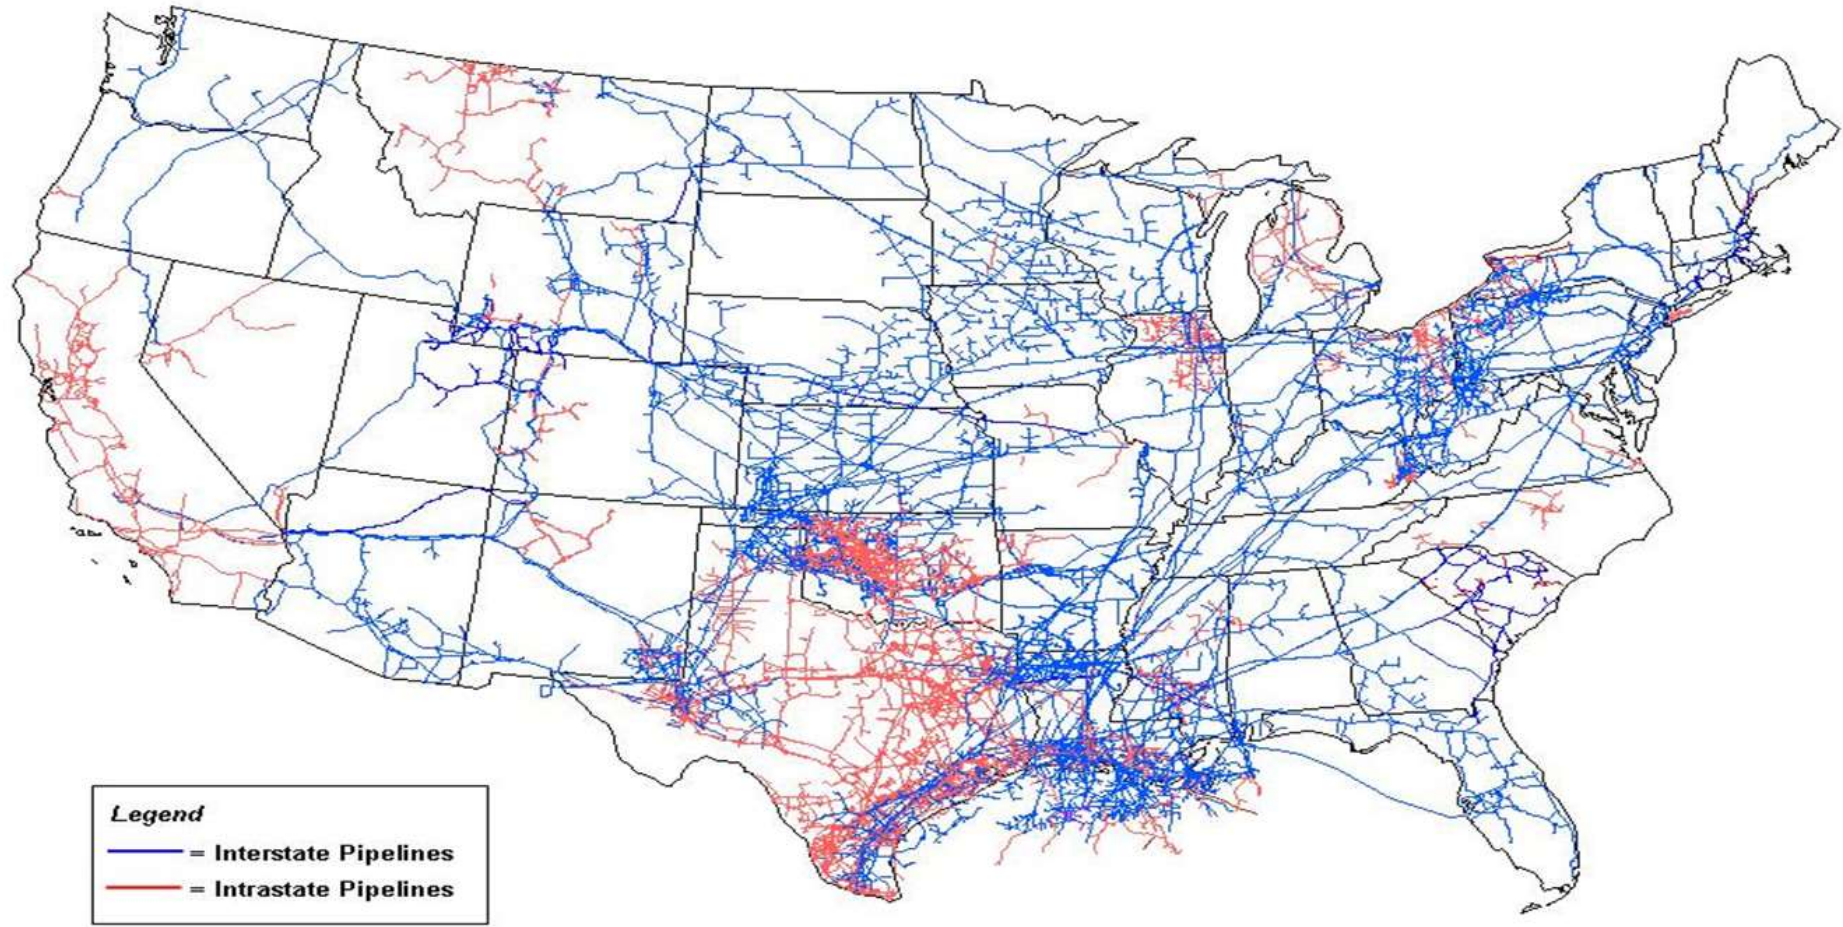 Legend
= Interstate Pipelines
= Intrastate Pipelines